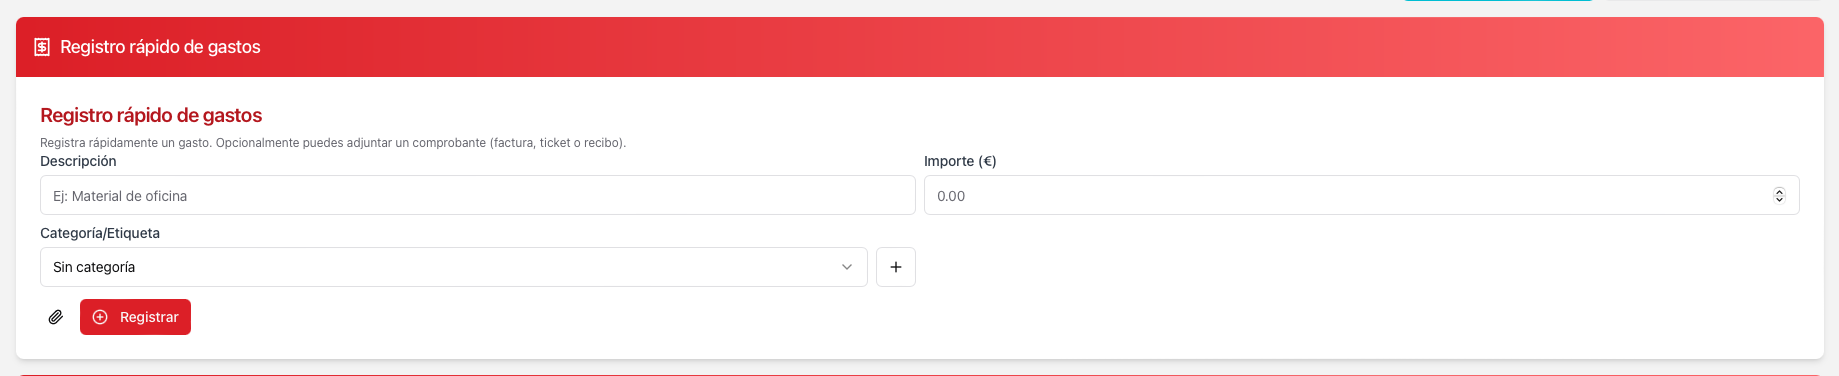 Registro rápido de gastos
Registro rápido de gastos
Registra rápidamente un gasto. Opcionalmente puedes adjuntar un comprobante (factura, ticket o recibo).
Descripción
Importe (€)
Ej: Material de oficina
0.00
Categoría/Etiqueta
Sin categoría
Registrar